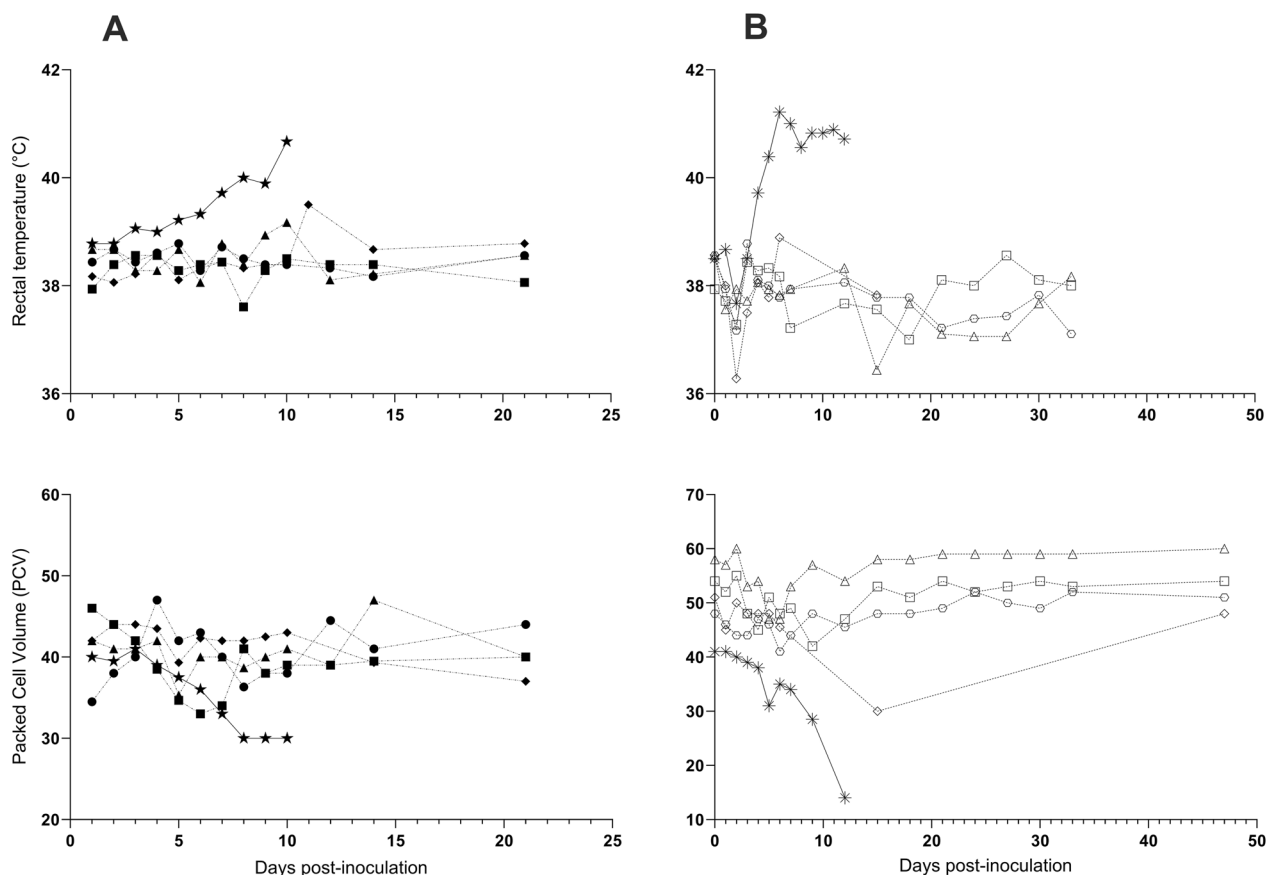 A
B
Rectal temperature (°C)
42
40
38
36
0 5 10 15 20 25
42
40
38
36
0 10 20 30 40 50
Packed Cell Volume (PCV)
60
50
40
30
20
0 5 10 15 20 25
Days post-inoculation
70
60
50
40
30
20
10
0 10 20 30 40 50
Days post-inoculation